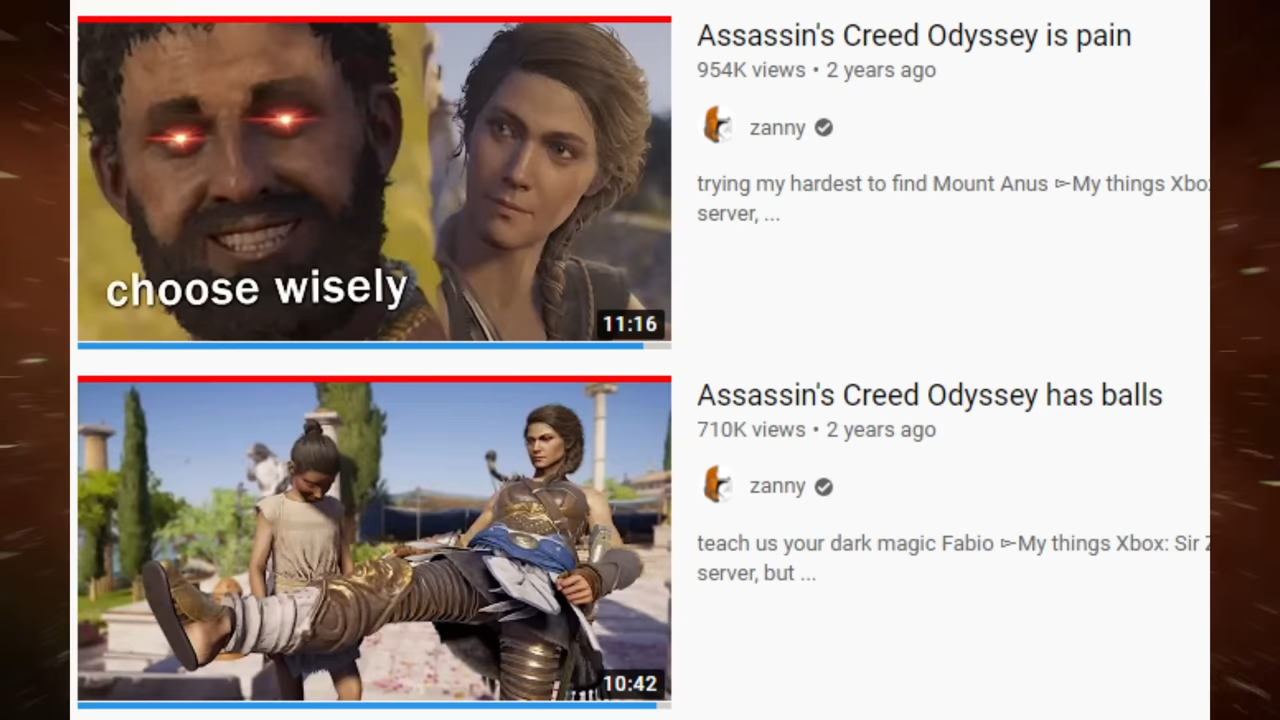 Assassin's Creed Odyssey is pain
954K views • 2 years ago
zanny
trying my hardest to find Mount Anus ▻My things Xbox
server, ...
choose wisely
11:16
Assassin's Creed Odyssey has balls
710K views • 2 years ago
zanny
teach us your dark magic Fabio ▻My things Xbox: Sir
server, but ...
10:42